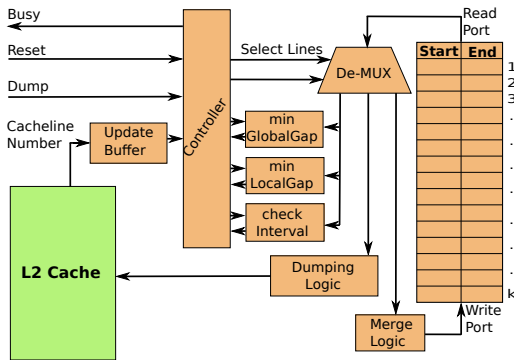 Busy
Reset
Dump
Cacheline
Number
Update
Buffer
Controller
Select Lines
De-MUX
Read
Port
Start End
1
2
3
.
.
.
.
.
.
.
.
.
.
k
min
GlobalGap
min
LocalGap
check
Interval
L2 Cache
Dumping
Logic
Merge
Logic
Write
Port